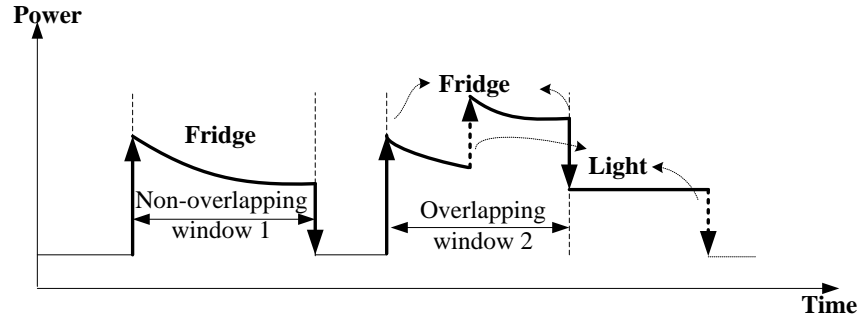 Power
Fridge
Fridge
Light
Non-overlapping
window 1
Overlapping
window 2
Time